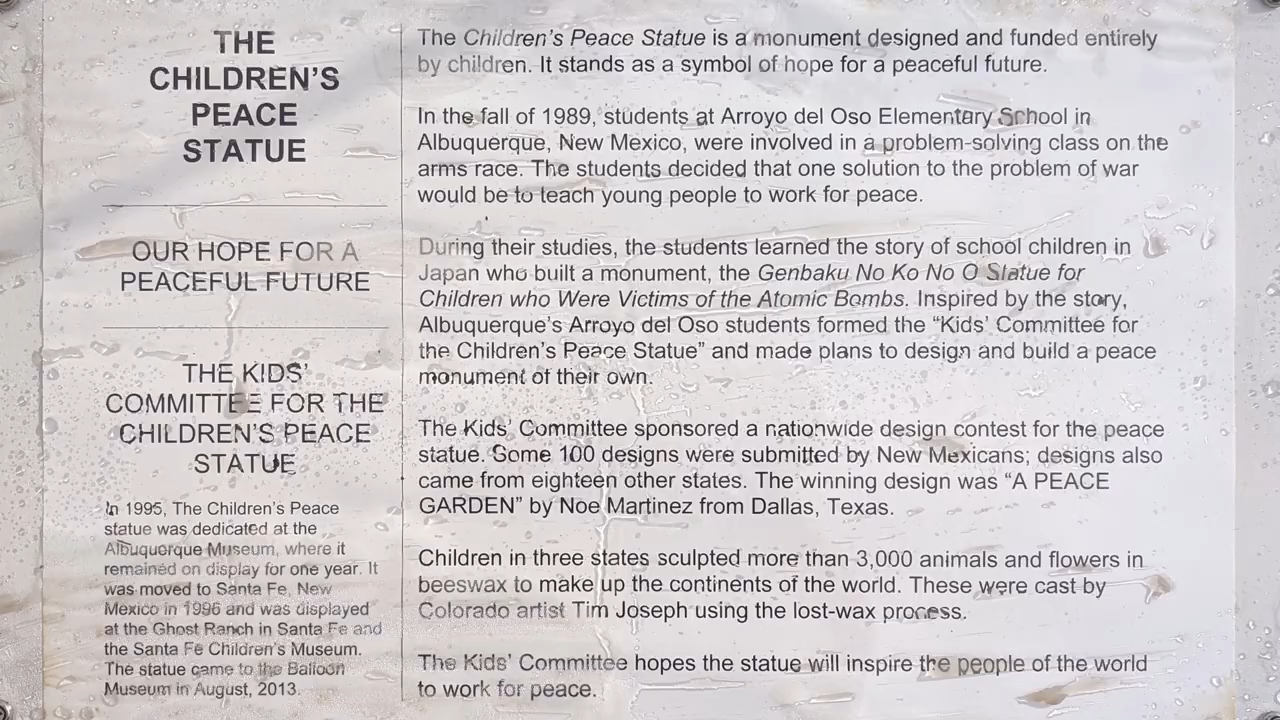 THE
CHILDREN'S
PEACE
STATUE
OUR HOPE FOR A
PEACEFUL FUTURE
THE KIDS'
COMMITTEE FOR THE
CHILDREN'S PEACE
STATUE
In 1995, The Children's Peace
statue was dedicated at the
Albuquerque Museum, where it
remained on display for one year. It
was moved to Santa Fe, New
Mexico in 1996 and was displayed
at the Ghost Ranch in Santa Fe and
the Santa Fe Children's Museum.
The statue came to the Balloon
Museum in August, 2013.
The Children's Peace Statue is a monument designed and funded entirely
by children. It stands as a symbol of hope for a peaceful future.
In the fall of 1989, students at Arroyo del Oso Elementary School in
Albuquerque, New Mexico, were involved in a problem-solving class on the
arms race. The students decided that one solution to the problem of war
would be to teach young people to work for peace.
During their studies, the students learned the story of school children in
Japan who built a monument, the Genbaku No Ko No O Statue for
Children who Were Victims of the Atomic Bombs. Inspired by the story,
Albuquerque's Arroyo del Oso students formed the “Kids' Committee for
the Children's Peace Statue” and made plans to design and build a peace
monument of their own.
The Kids' Committee sponsored a nationwide design contest for the peace
statue. Some 100 designs were submitted by New Mexicans; designs also
came from eighteen other states. The winning design was “A PEACE
GARDEN” by Noe Martinez from Dallas, Texas.
Children in three states sculpted more than 3,000 animals and flowers in
beeswax to make up the continents of the world. These were cast by
Colorado artist Tim Joseph using the lost-wax process.
The Kids' Committee hopes the statue will inspire the people of the world
to work for peace.